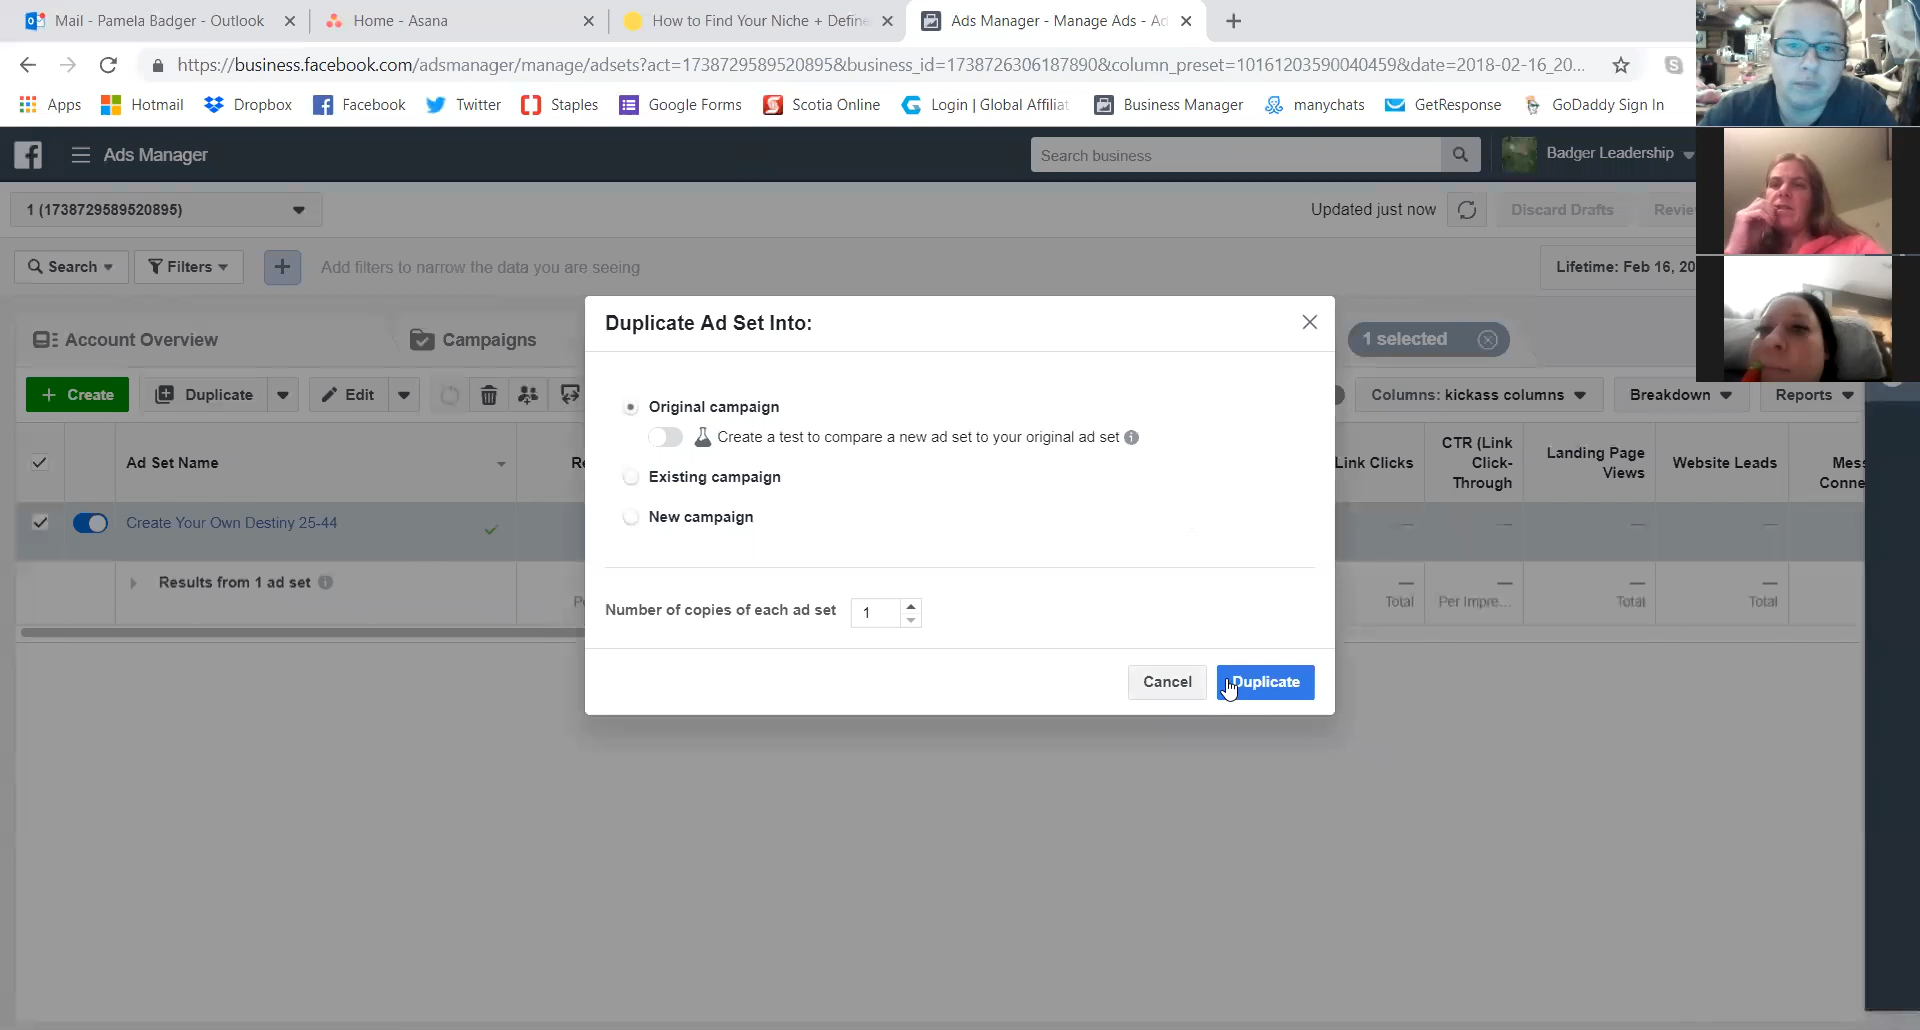 Mail - Pamela Badger - Outlook
Home - Asana
How to Find Your Niche + Define
Ads Manager - Manage Ads - Ad
https://business.facebook.com/adsmanager/manage/adsets?act=1738729589520895&business_id=1738726306187890&column_preset=10161203590040459&date=2018-02-16_20...
Apps
Hotmail
Dropbox
Facebook
Twitter
Staples
Google Forms
Scotia Online
Login | Global Affiliat
Business Manager
manychats
GetResponse
GoDaddy Sign In
Ads Manager
Search business
Badger Leadership
1 (1738729589520895)
Updated just now
Discard Drafts
Revie
Search
Filters
Add filters to narrow the data you are seeing
Lifetime: Feb 16, 20
Account Overview
Campaigns
1 selected
+ Create
Duplicate
Edit
Columns: kickass columns
Breakdown
Reports
Ad Set Name
Re
Link Clicks
CTR (Link Click-Through
Landing Page Views
Website Leads
Mess
Conne
Create Your Own Destiny 25-44
Results from 1 ad set
Pe
Total
Per Impre...
Total
Total
Duplicate Ad Set Into:
Original campaign
Create a test to compare a new ad set to your original ad set
Existing campaign
New campaign
Number of copies of each ad set
1
Cancel
Duplicate